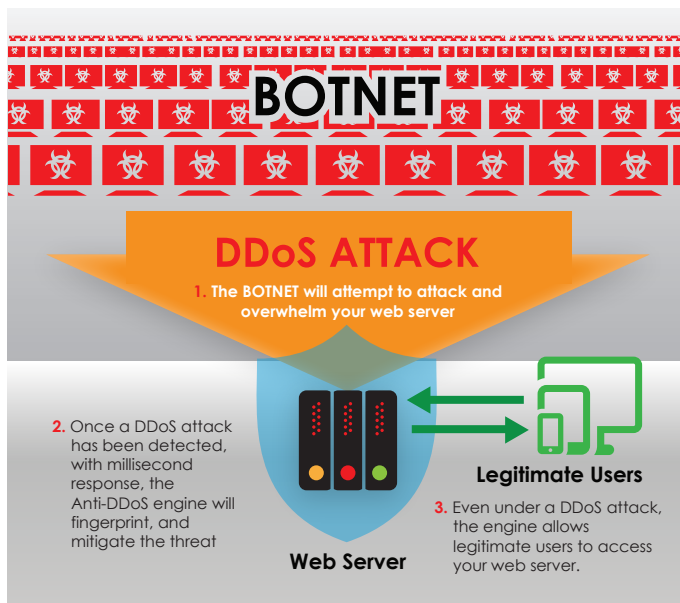 BOTNET
DDoS ATTACK
1. The BOTNET will attempt to attack and
overwhelm your web server
2. Once a DDoS attack
has been detected,
with millisecond
response, the
Anti-DDoS engine will
fingerprint, and
mitigate the threat
Web Server
Legitimate Users
3. Even under a DDoS attack,
the engine allows
legitimate users to access
your web server.